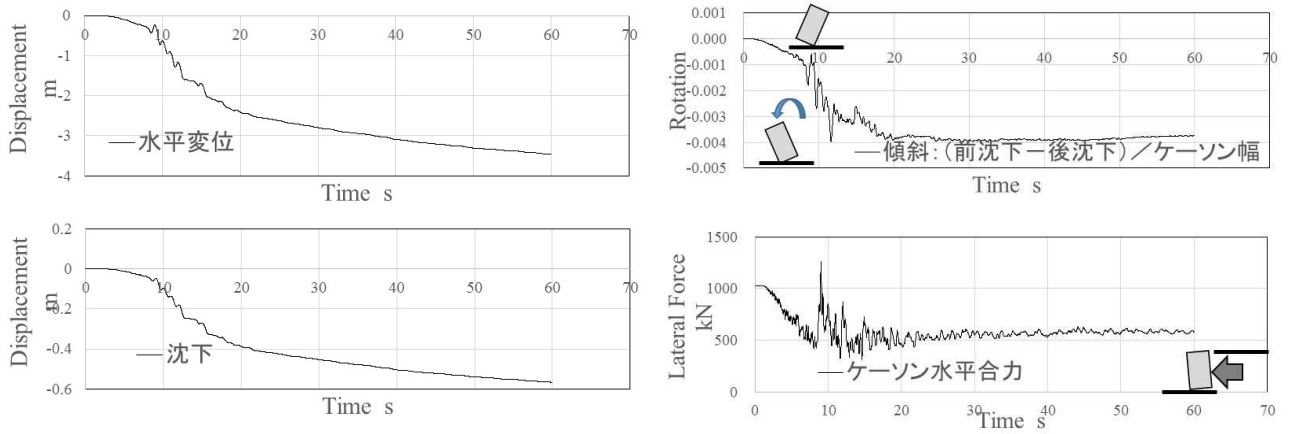 Displacement
m
0
-1
-2
-3
-4
0 10 20 30 40 50 60 70
水平変位
Time s
Rotation
0.001
0.000
-0.001
-0.002
-0.003
-0.004
-0.005
0 10 20 30 40 50 60 70
傾斜：（前沈下－後沈下）／ケーソン幅
Time s
Displacement
m
0.2
0
-0.2
-0.4
-0.6
0 10 20 30 40 50 60 70
沈下
Time s
Lateral Force
kN
1500
1000
500
0
0 10 20 30 40 50 60 70
ケーソン水平合力
Time s